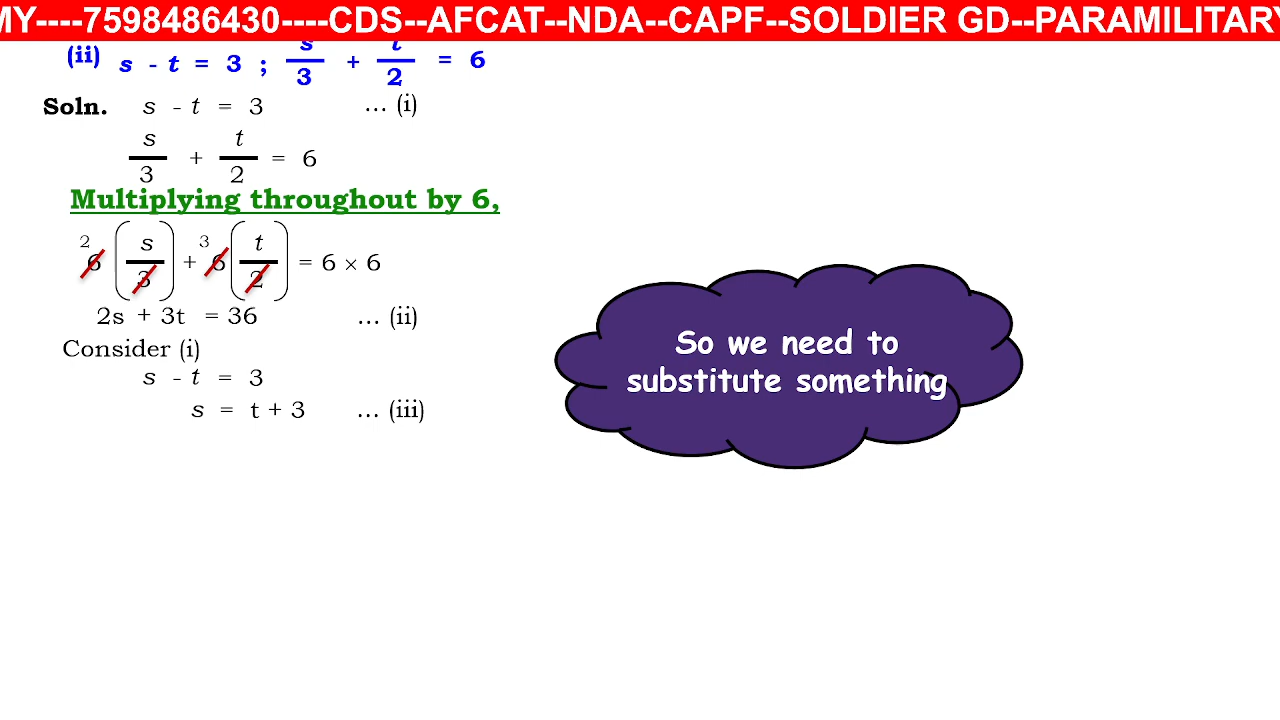 MY----7598486430----CDS--AFCAT--NDA--CAPF--SOLDIER GD--PARAMILITARY
(ii) s - t = 3 ; s/3 + t/2 = 6
Soln. s - t = 3 ... (i)
s/3 + t/2 = 6
Multiplying throughout by 6,
2 6 (s/3) + 3 6 (t/2) = 6 × 6
2s + 3t = 36 ... (ii)
Consider (i)
s - t = 3
s = t + 3 ... (iii)
So we need to
substitute something